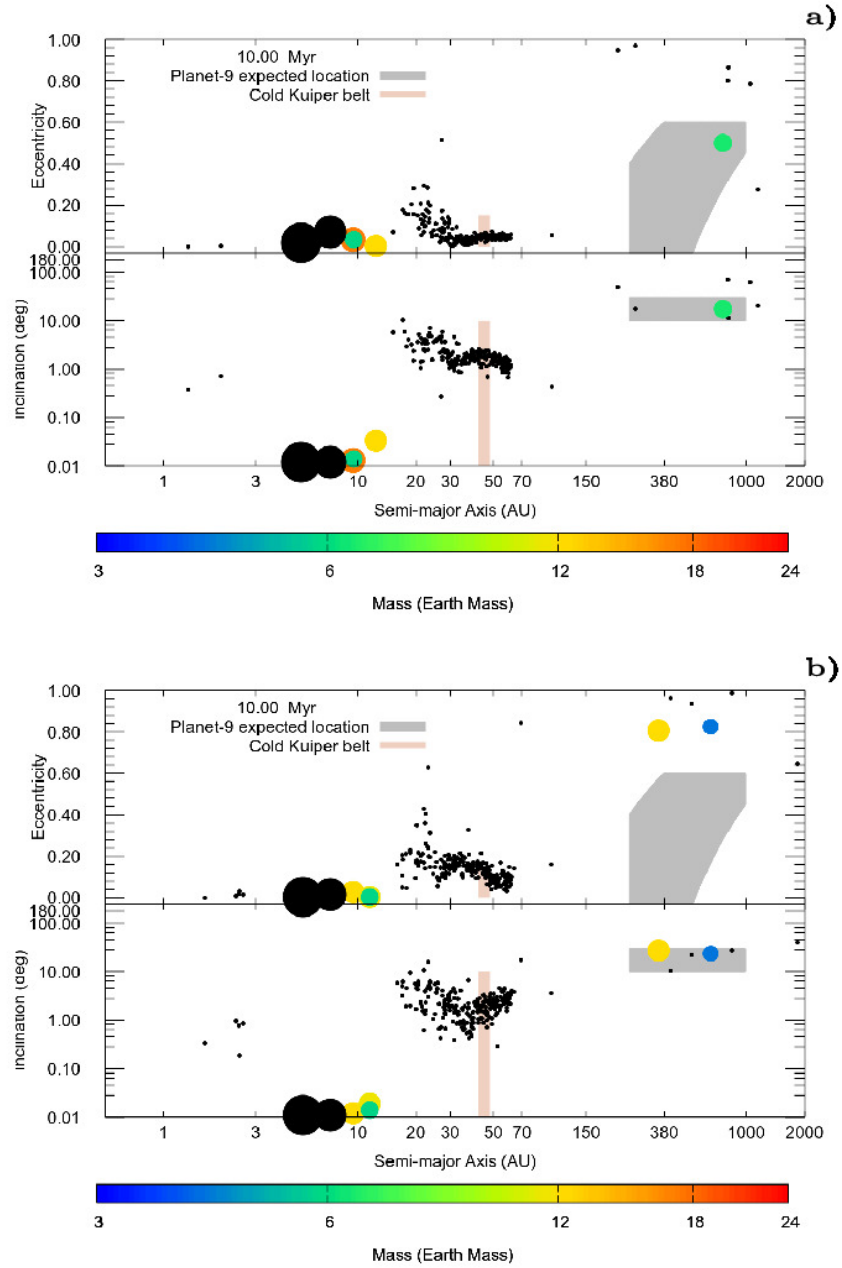 a)
1.00
10.00 Myr
Planet-9 expected location
0.80
Cold Kuiper belt
0.60
Eccentricity
0.40
0.20
0.00
180.00
100.00
Inclination (deg)
10.00
1.00
0.10
0.01
1 3 10 20 30 50 70 150 380 1000 2000
Semi-major Axis (AU)
3 6 12 18 24
Mass (Earth Mass)
b)
1.00
10.00 Myr
Planet-9 expected location
0.80
Cold Kuiper belt
0.60
Eccentricity
0.40
0.20
0.00
180.00
100.00
Inclination (deg)
10.00
1.00
0.10
0.01
1 3 10 20 30 50 70 150 380 1000 2000
Semi-major Axis (AU)
3 6 12 18 24
Mass (Earth Mass)